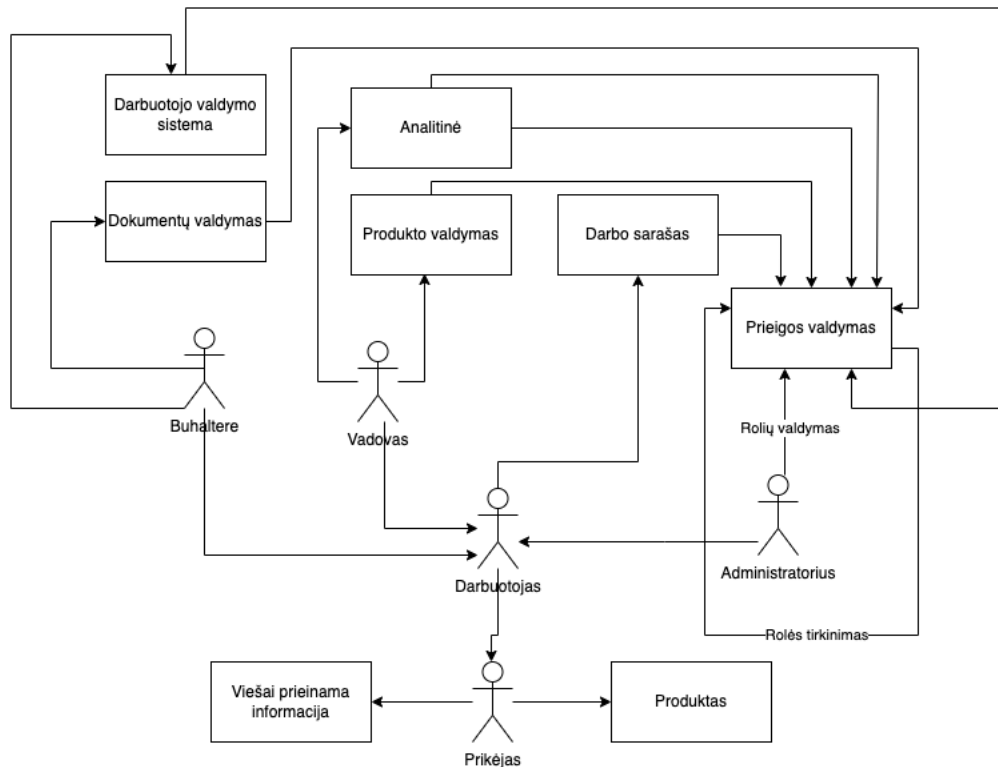 Darbuotojo valdymo
sistema
Analitinė
Dokumentų valdymas
Produkto valdymas
Darbo sarašas
Prieigos valdymas
Buhaltere
Vadovas
Rolių valdymas
Darbuotojas
Administratorius
Rolės tirkinimas
Viešai prieinama
informacija
Produktas
Prikėjas